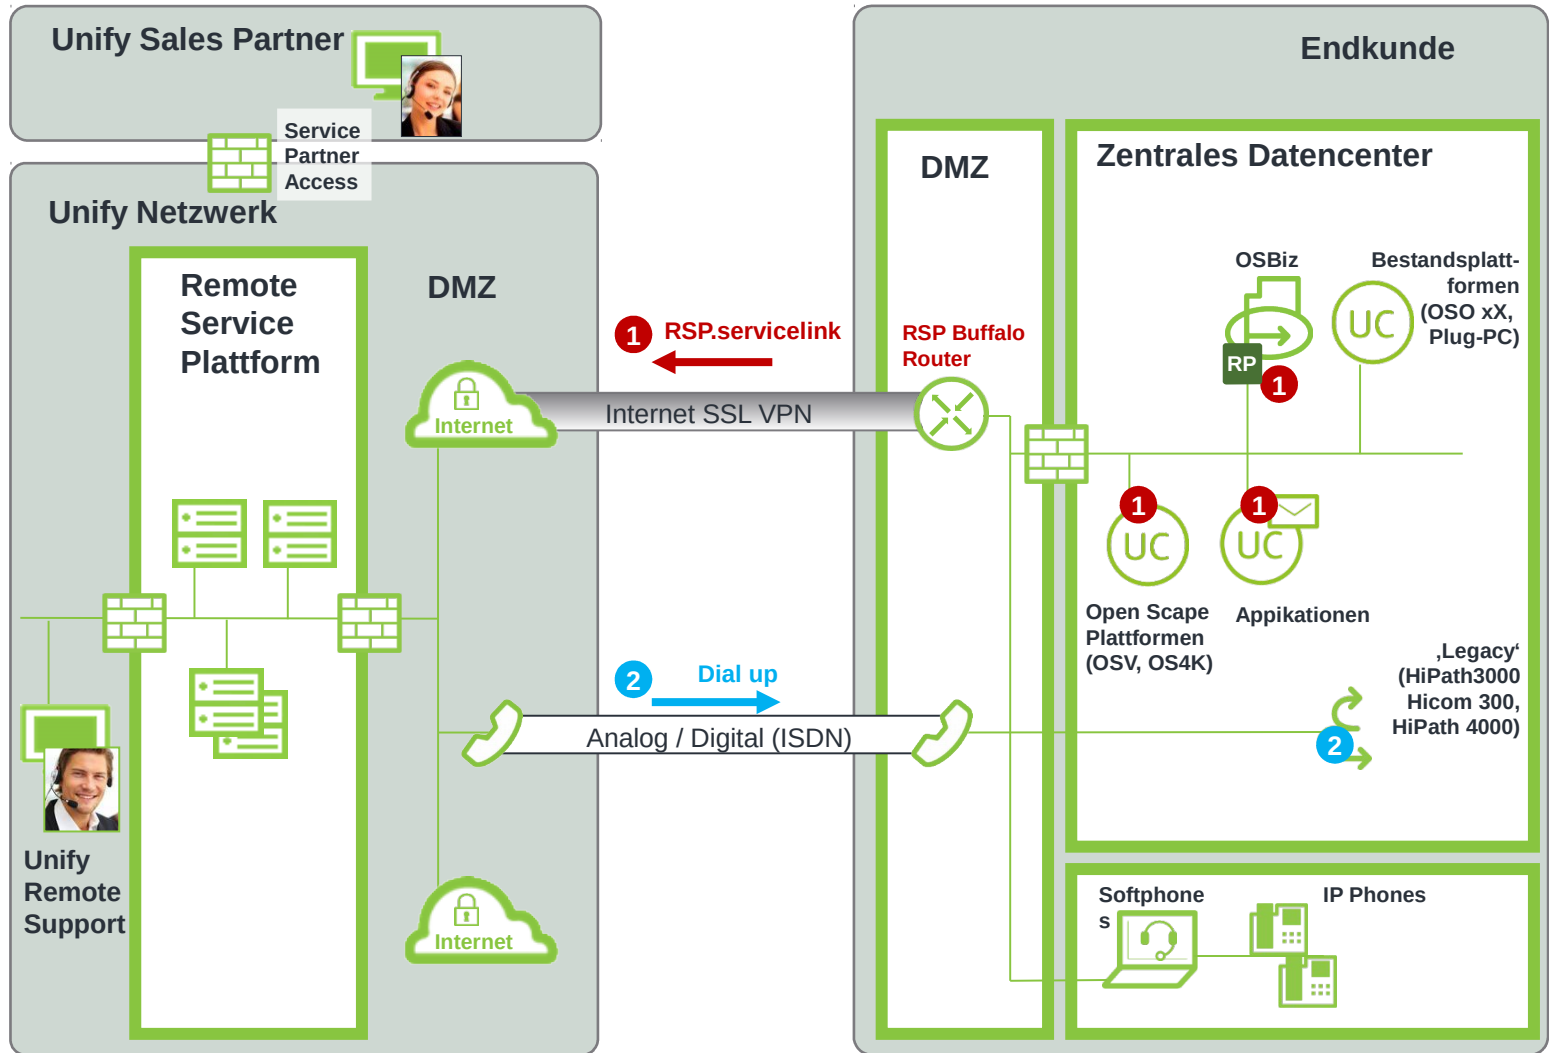 Unify Sales Partner
Service
Partner
Access
Unify Netzwerk
Remote
Service
Plattform
DMZ
Internet
Unify
Remote
Support
Internet
1
RSP.servicelink
Internet SSL VPN
2
Dial up
Analog / Digital (ISDN)
Endkunde
DMZ
RSP Buffalo
Router
Zentrales Datencenter
OSBiz
RP
1
Bestandsplatt-
formen
(OSO xX,
Plug-PC)
UC
1
UC
Open Scape
Plattformen
(OSV, OS4K)
1
UC
Appikationen
‚Legacy‘
(HiPath3000
Hicom 300,
HiPath 4000)
2
Softphone
s
IP Phones